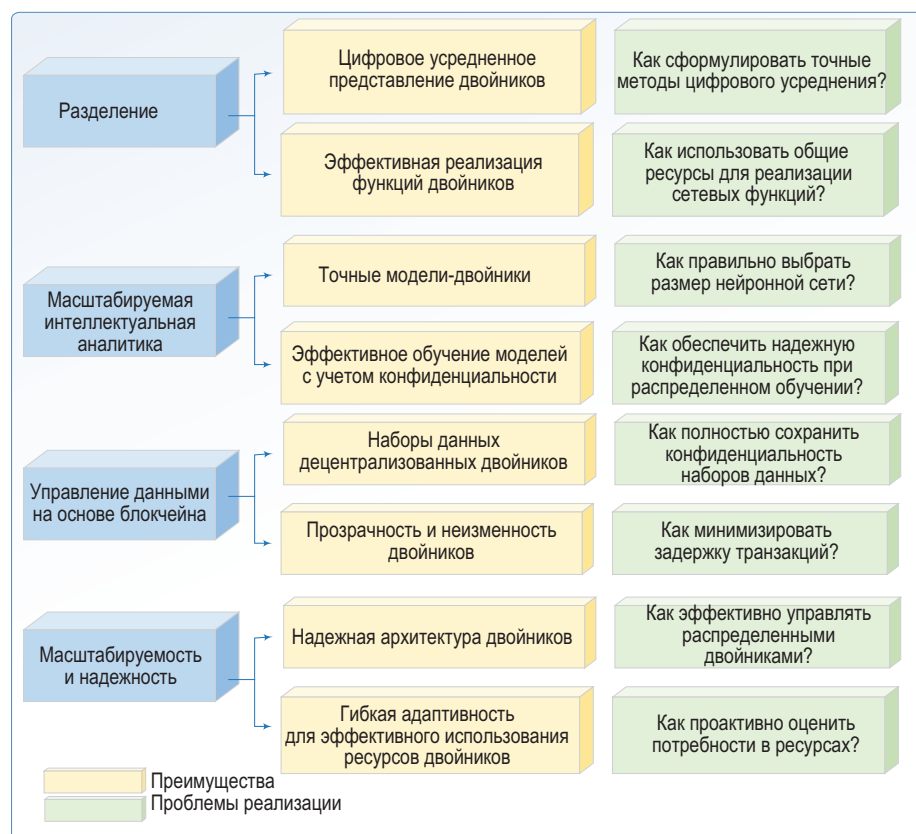 Разделение
Цифровое усредненное
представление двойников
Как сформулировать точные
методы цифрового усреднения?
Эффективная реализация
функций двойников
Как использовать общие
ресурсы для реализации
сетевых функций?
Масштабируемая
интеллектуальная
аналитика
Точные модели-двойники
Как правильно выбрать
размер нейронной сети?
Эффективное обучение моделей
с учетом конфиденциальности
Как обеспечить надежную
конфиденциальность при
распределенном обучении?
Управление данными
на основе блокчейна
Наборы данных
децентрализованных двойников
Как полностью сохранить
конфиденциальность
наборов данных?
Прозрачность и неизменность
двойников
Как минимизировать
задержку транзакций?
Масштабируемость
и надежность
Надежная архитектура двойников
Как эффективно управлять
распределенными
двойниками?
Гибкая адаптивность
для эффективного использования
ресурсов двойников
Как проактивно оценить
потребности в ресурсах?
Преимущества
Проблемы реализации